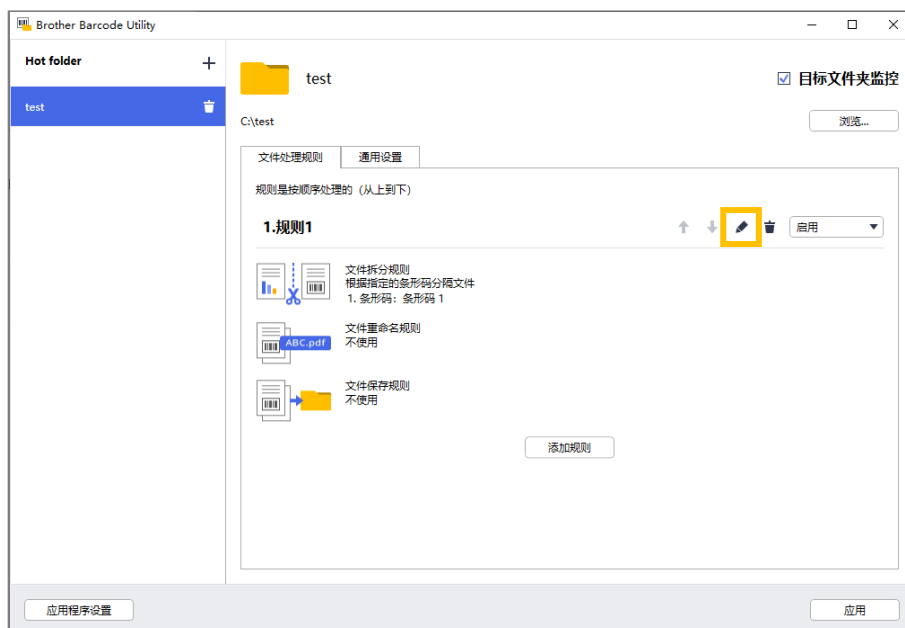 Brother Barcode Utility
Hot folder
test
test
目标文件夹监控
C:\test
浏览...
文件处理规则
通用设置
规则是按顺序处理的（从上到下）
1.规则1
启用
文件拆分规则
根据指定的条形码分隔文件
1. 条形码：条形码 1
文件重命名规则
不使用
ABC.pdf
文件保存规则
不使用
添加规则
应用程序设置
应用